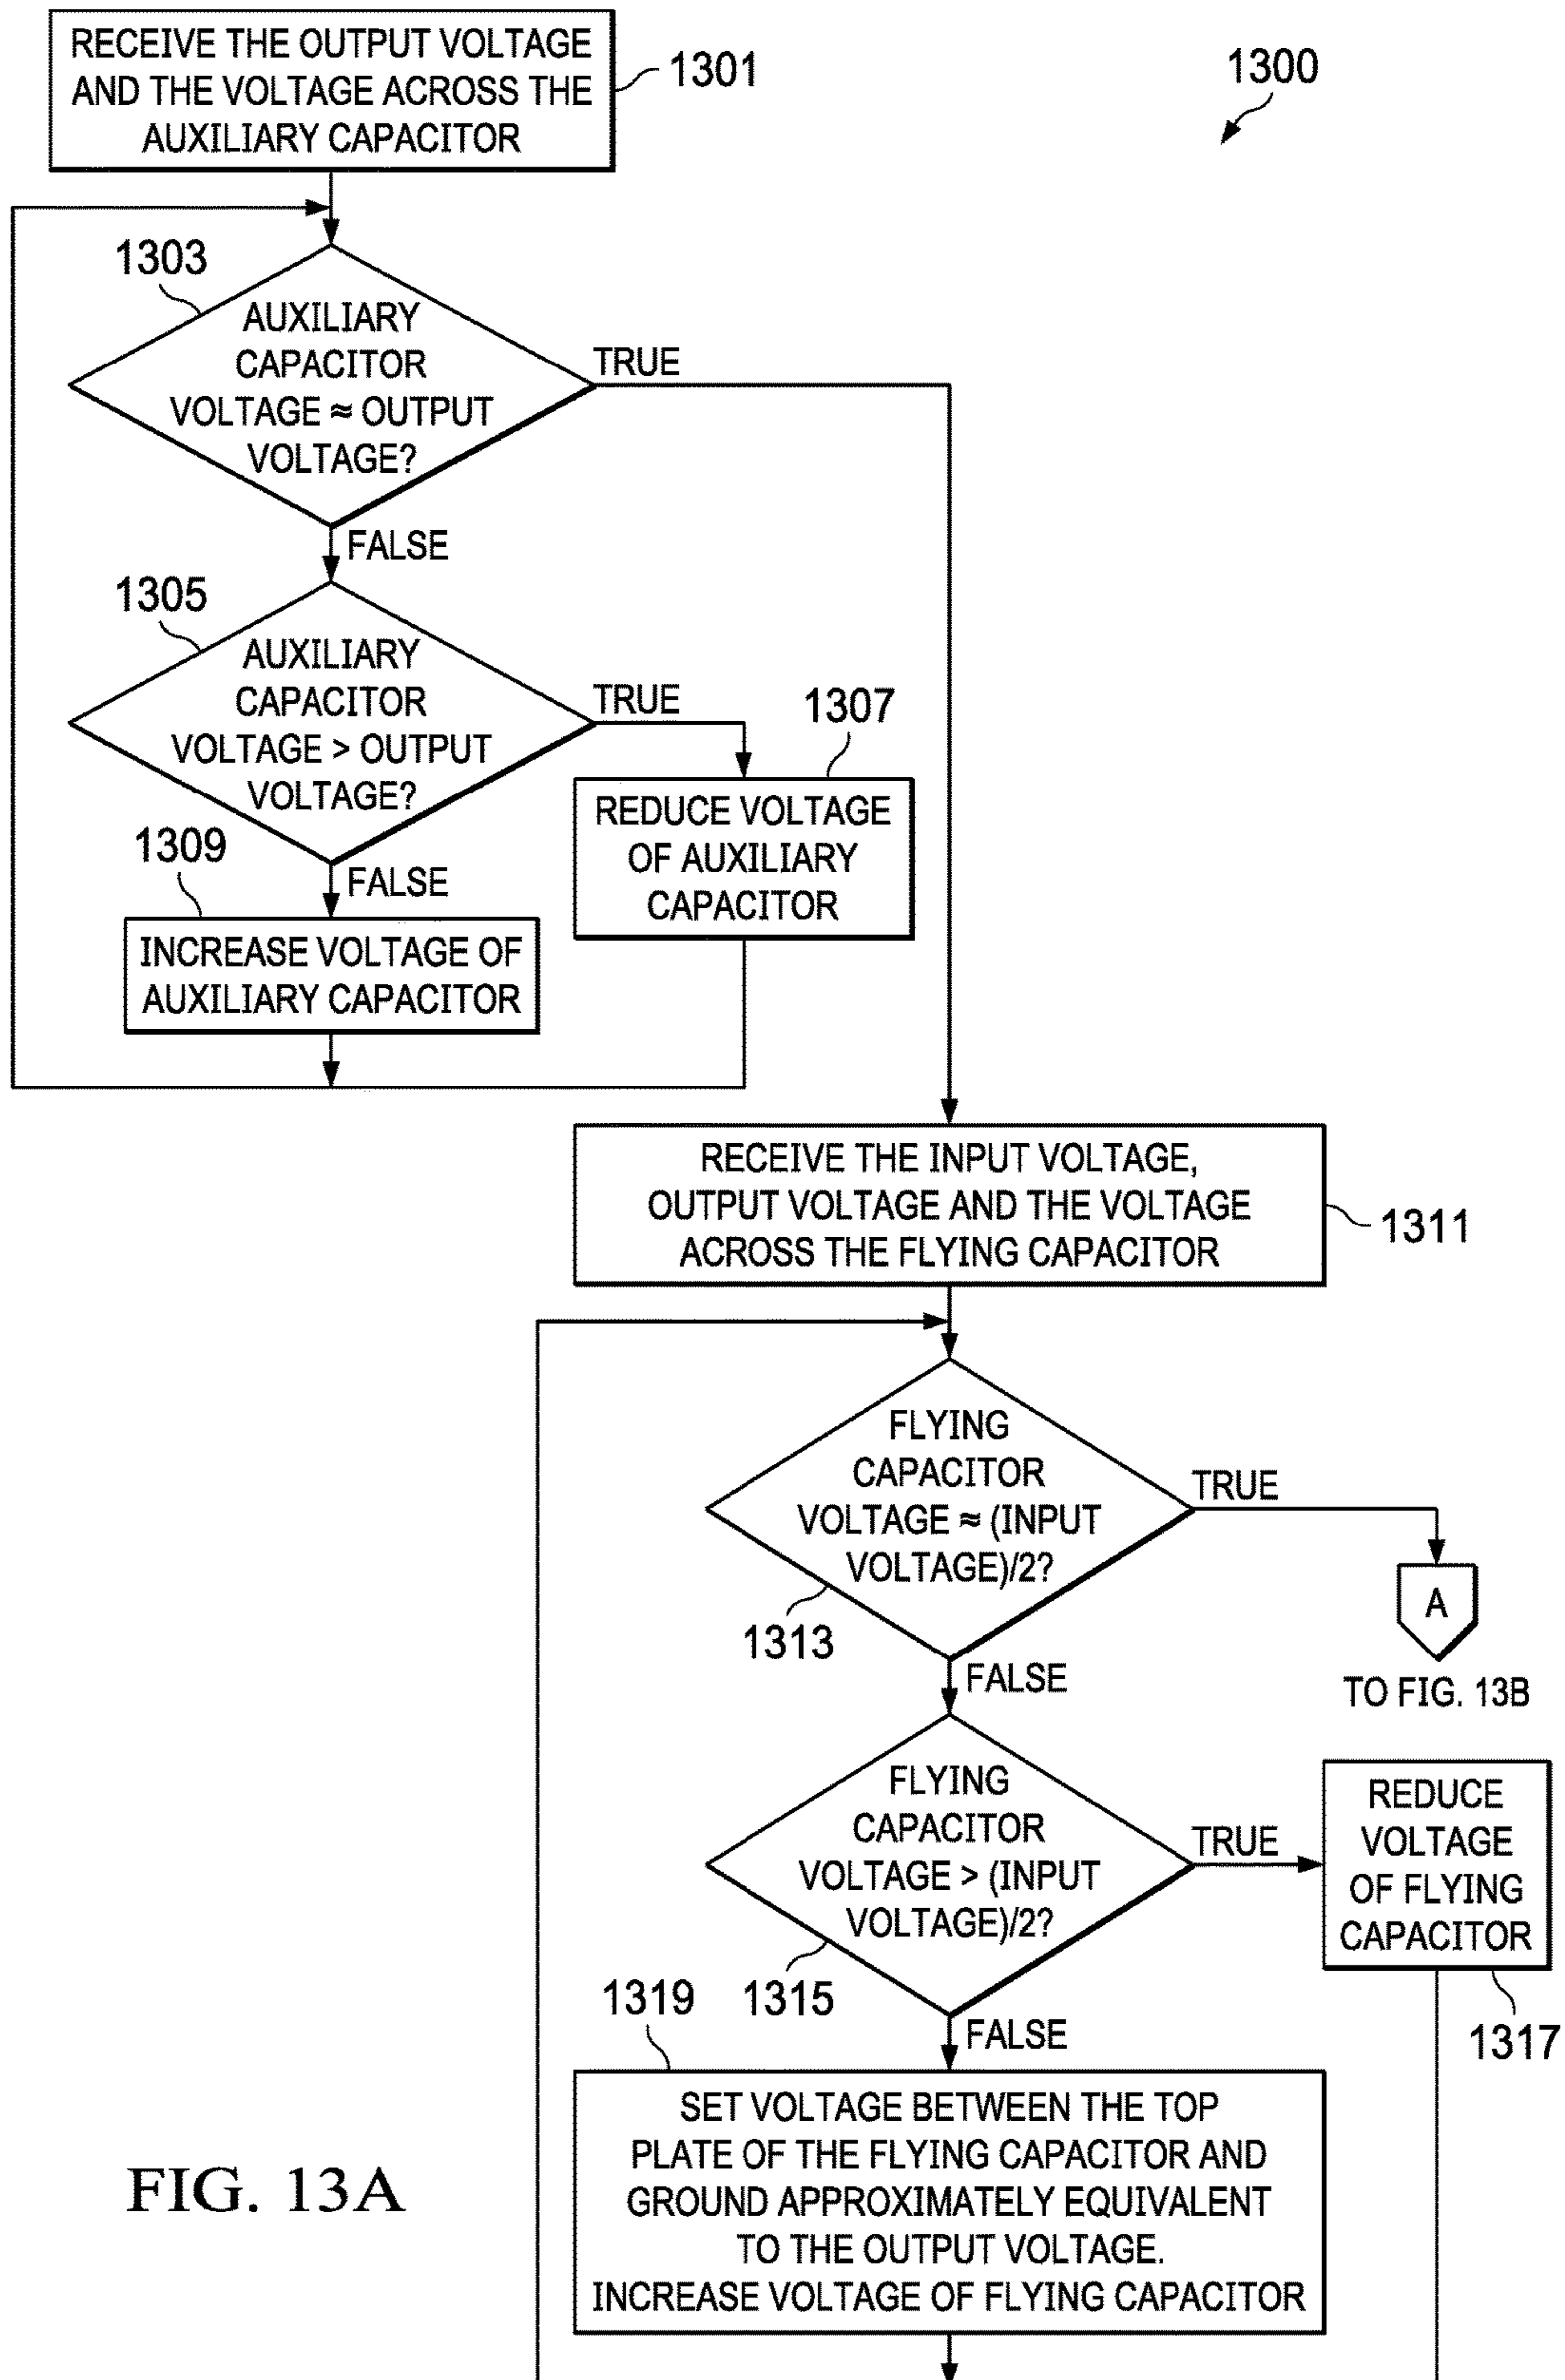 RECEIVE THE OUTPUT VOLTAGE
AND THE VOLTAGE ACROSS THE
AUXILIARY CAPACITOR
1301
1300
1303
AUXILIARY
CAPACITOR
VOLTAGE ≈ OUTPUT
VOLTAGE?
TRUE
FALSE
1305
AUXILIARY
CAPACITOR
VOLTAGE > OUTPUT
VOLTAGE?
TRUE
1307
REDUCE VOLTAGE
OF AUXILIARY
CAPACITOR
FALSE
1309
INCREASE VOLTAGE OF
AUXILIARY CAPACITOR
RECEIVE THE INPUT VOLTAGE,
OUTPUT VOLTAGE AND THE VOLTAGE
ACROSS THE FLYING CAPACITOR
1311
FLYING
CAPACITOR
VOLTAGE ≈ (INPUT
VOLTAGE)/2?
1313
TRUE
A
TO FIG. 13B
FALSE
FLYING
CAPACITOR
VOLTAGE > (INPUT
VOLTAGE)/2?
1315
TRUE
REDUCE
VOLTAGE
OF FLYING
CAPACITOR
1317
FALSE
1319
SET VOLTAGE BETWEEN THE TOP
PLATE OF THE FLYING CAPACITOR AND
GROUND APPROXIMATELY EQUIVALENT
TO THE OUTPUT VOLTAGE.
INCREASE VOLTAGE OF FLYING CAPACITOR
FIG. 13A